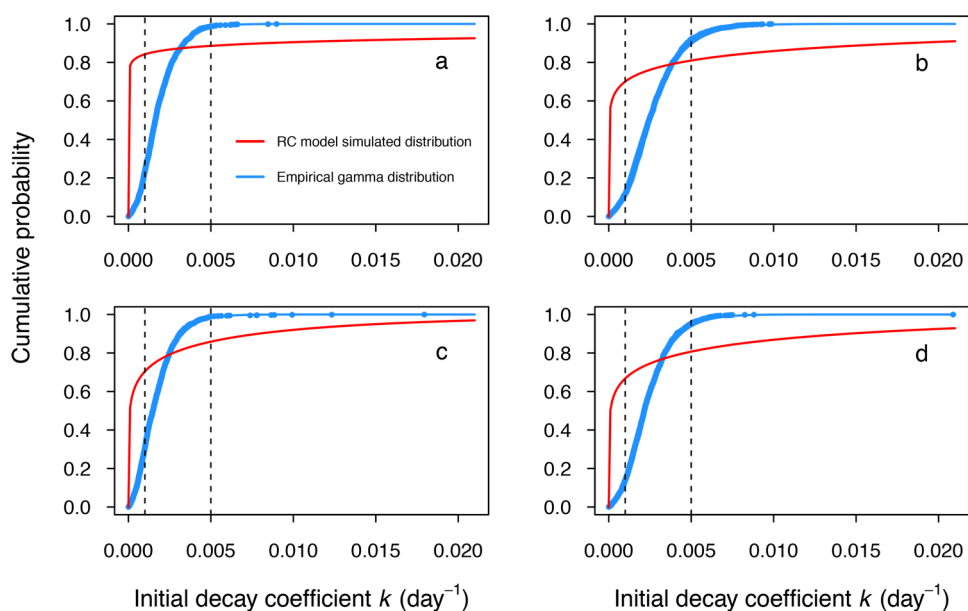 Cumulative probability
1.0
0.8
0.6
0.4
0.2
0.0
a
RC model simulated distribution
Empirical gamma distribution
0.000 0.005 0.010 0.015 0.020
1.0
0.8
0.6
0.4
0.2
0.0
b
0.000 0.005 0.010 0.015 0.020
1.0
0.8
0.6
0.4
0.2
0.0
c
0.000 0.005 0.010 0.015 0.020
Initial decay coefficient k (day⁻¹)
1.0
0.8
0.6
0.4
0.2
0.0
d
0.000 0.005 0.010 0.015 0.020
Initial decay coefficient k (day⁻¹)